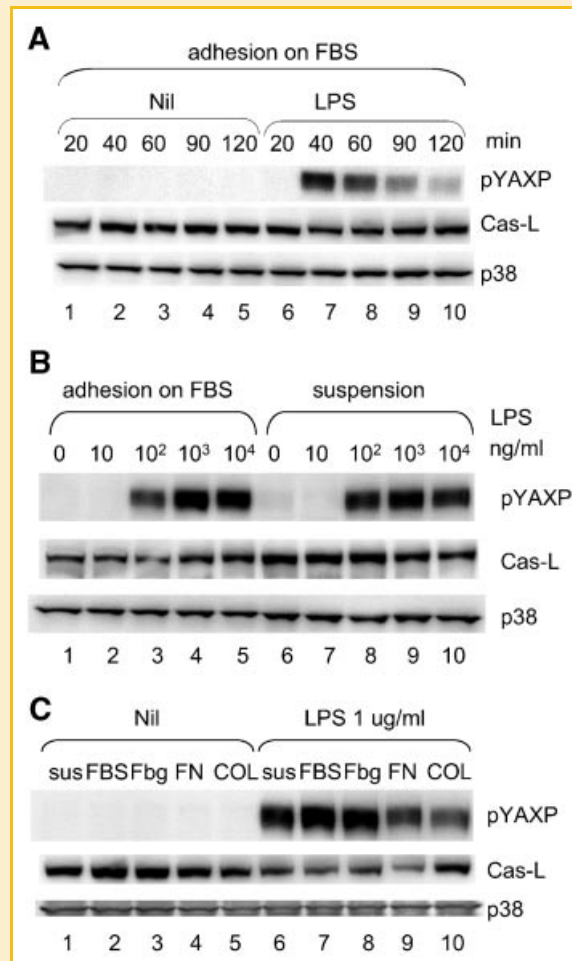 A
adhesion on FBS
Nil LPS
20 40 60 90 120 20 40 60 90 120 min
pYAXP
Cas-L
p38
1 2 3 4 5 6 7 8 9 10
B
adhesion on FBS suspension
LPS
0 10 10² 10³ 10⁴ 0 10 10² 10³ 10⁴ ng/ml
pYAXP
Cas-L
p38
1 2 3 4 5 6 7 8 9 10
C
Nil LPS 1 ug/ml
sus FBS Fbg FN COL sus FBS Fbg FN COL
pYAXP
Cas-L
p38
1 2 3 4 5 6 7 8 9 10